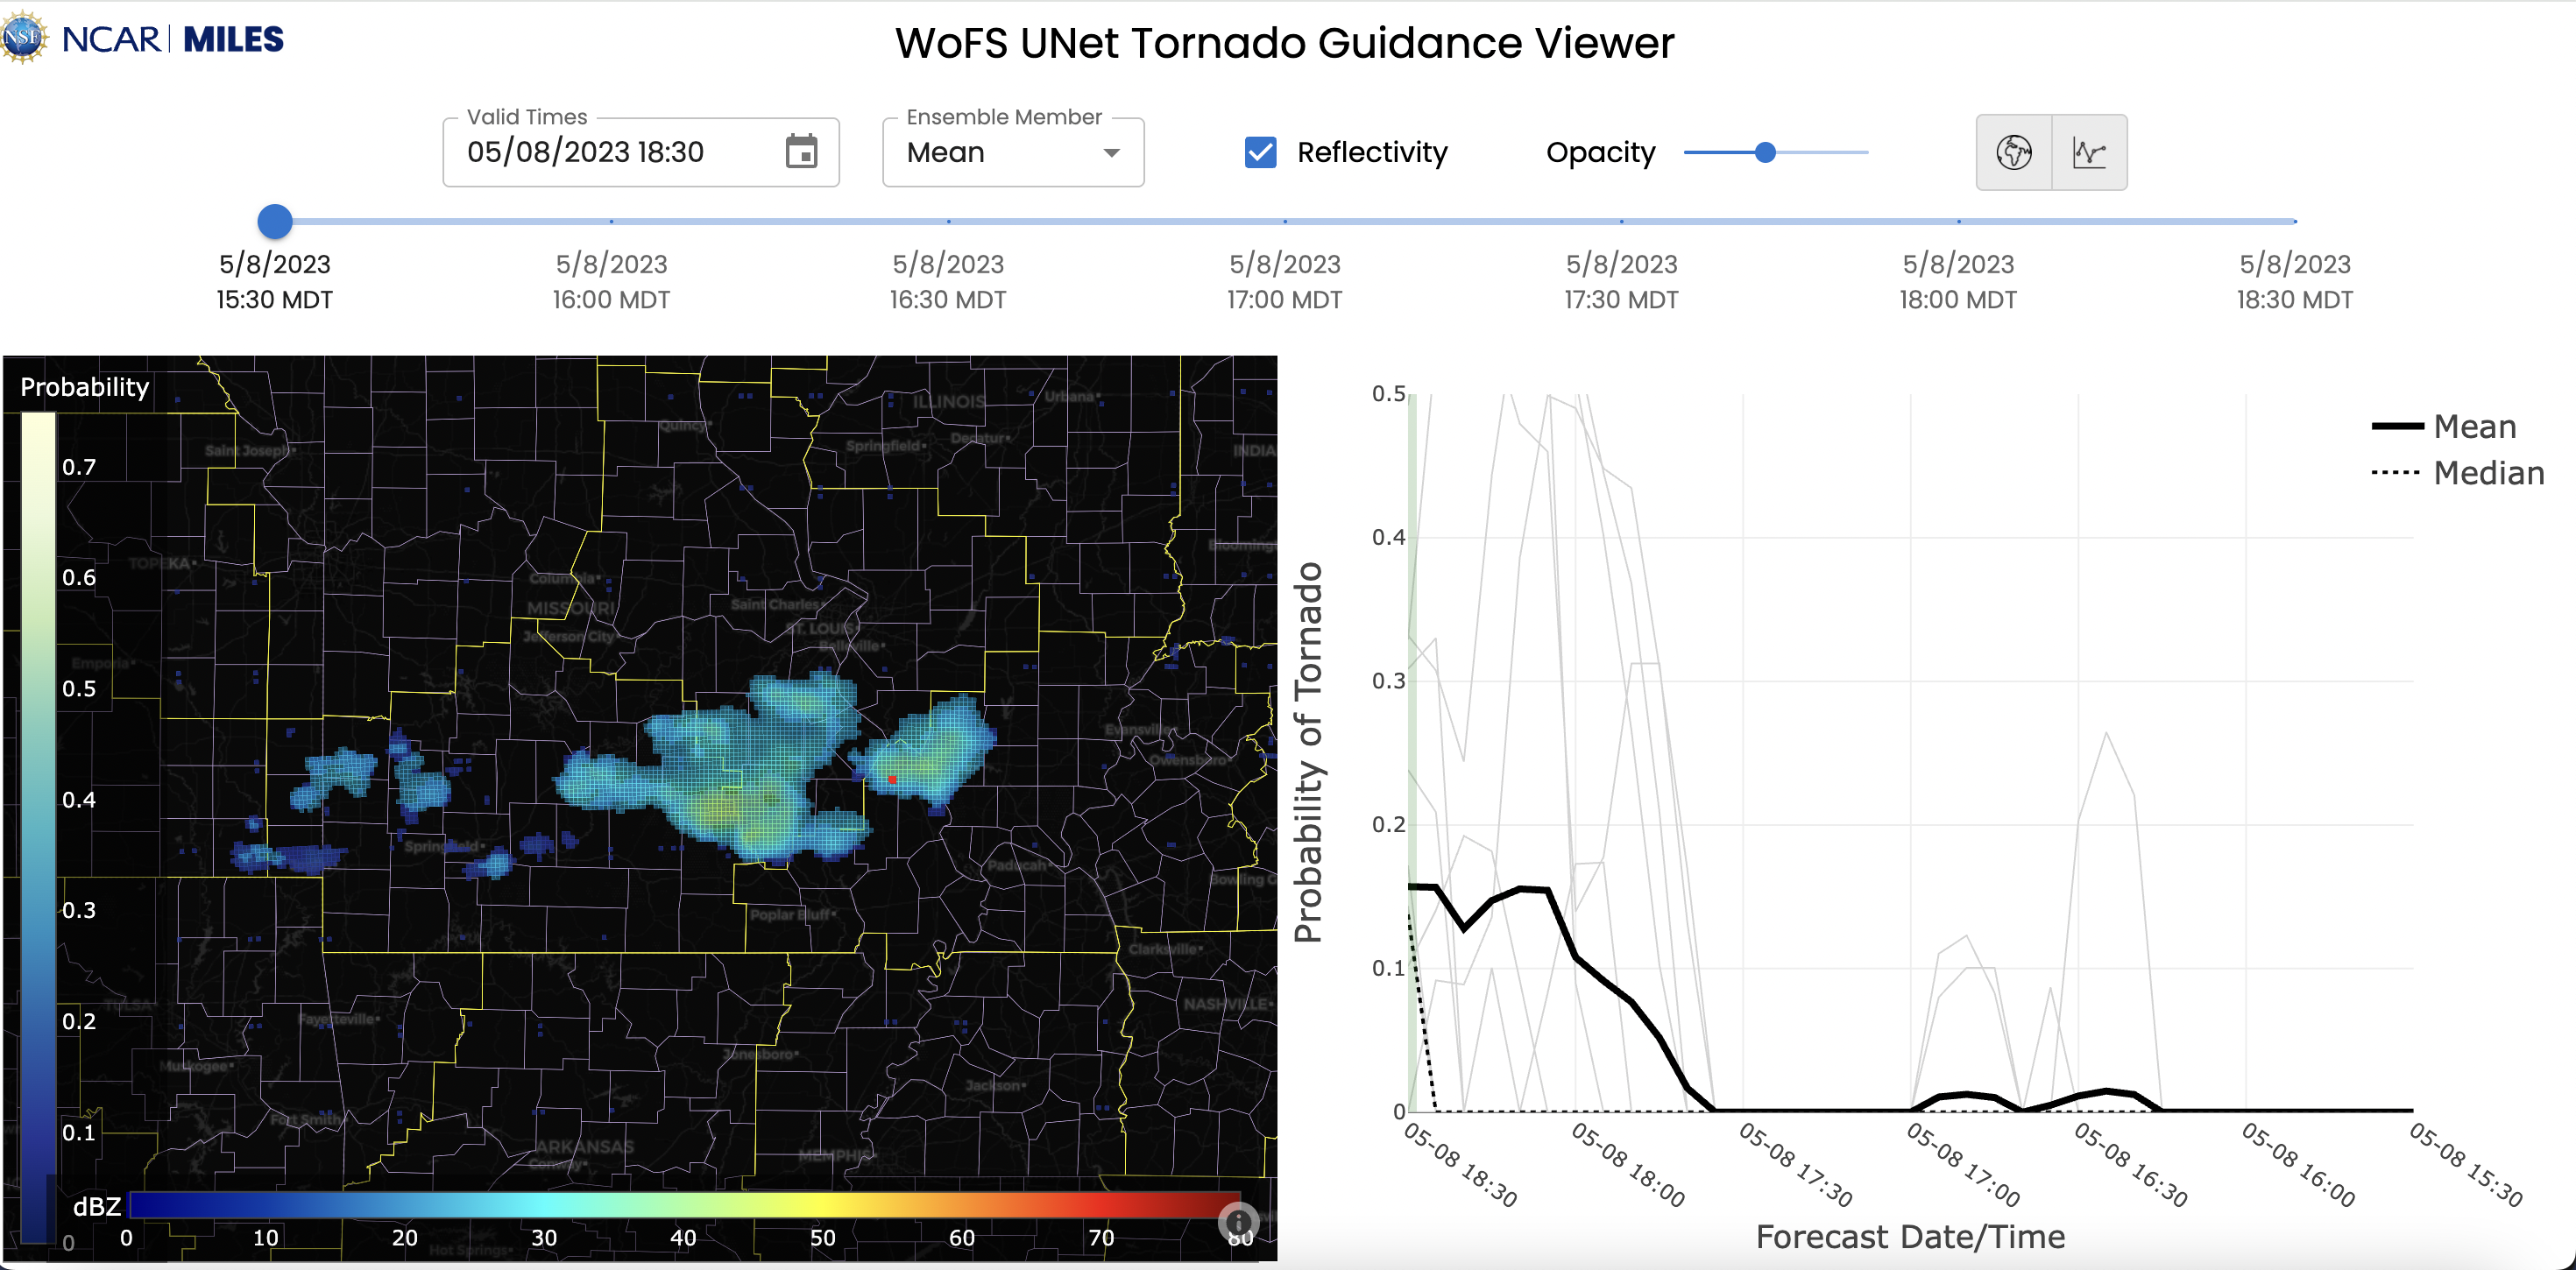 NSF
NCAR | MILES
WoFS UNet Tornado Guidance Viewer
Valid Times
05/08/2023 18:30
Ensemble Member
Mean
Reflectivity
Opacity
5/8/2023
15:30 MDT
5/8/2023
16:00 MDT
5/8/2023
16:30 MDT
5/8/2023
17:00 MDT
5/8/2023
17:30 MDT
5/8/2023
18:00 MDT
5/8/2023
18:30 MDT
Probability
0.7
0.6
0.5
0.4
0.3
0.2
0.1
0
ILLINOIS
Urbana
Quincy
Springfield
Decatur
Saint Joseph
INDIA
TOPEKA
Blooming
Columbia
MISSOURI
Saint Charles
ST. LOUIS
Jefferson City
Belleville
Emporia
Evansville
Owensboro
Springfield
Paducah
Bowling G
Poplar Bluff
Clarksville
NASHVILLE
TULSA
Fayetteville
Jonesboro
Muskogee
Jackson
Fort Smith
ARKANSAS
Conway
MEMPHIS
Hot Springs
dBZ
0 10 20 30 40 50 60 70 80
Probability of Tornado
0.5
0.4
0.3
0.2
0.1
0
05-08 18:30
05-08 18:00
05-08 17:30
05-08 17:00
05-08 16:30
05-08 16:00
05-08 15:30
Forecast Date/Time
Mean
Median